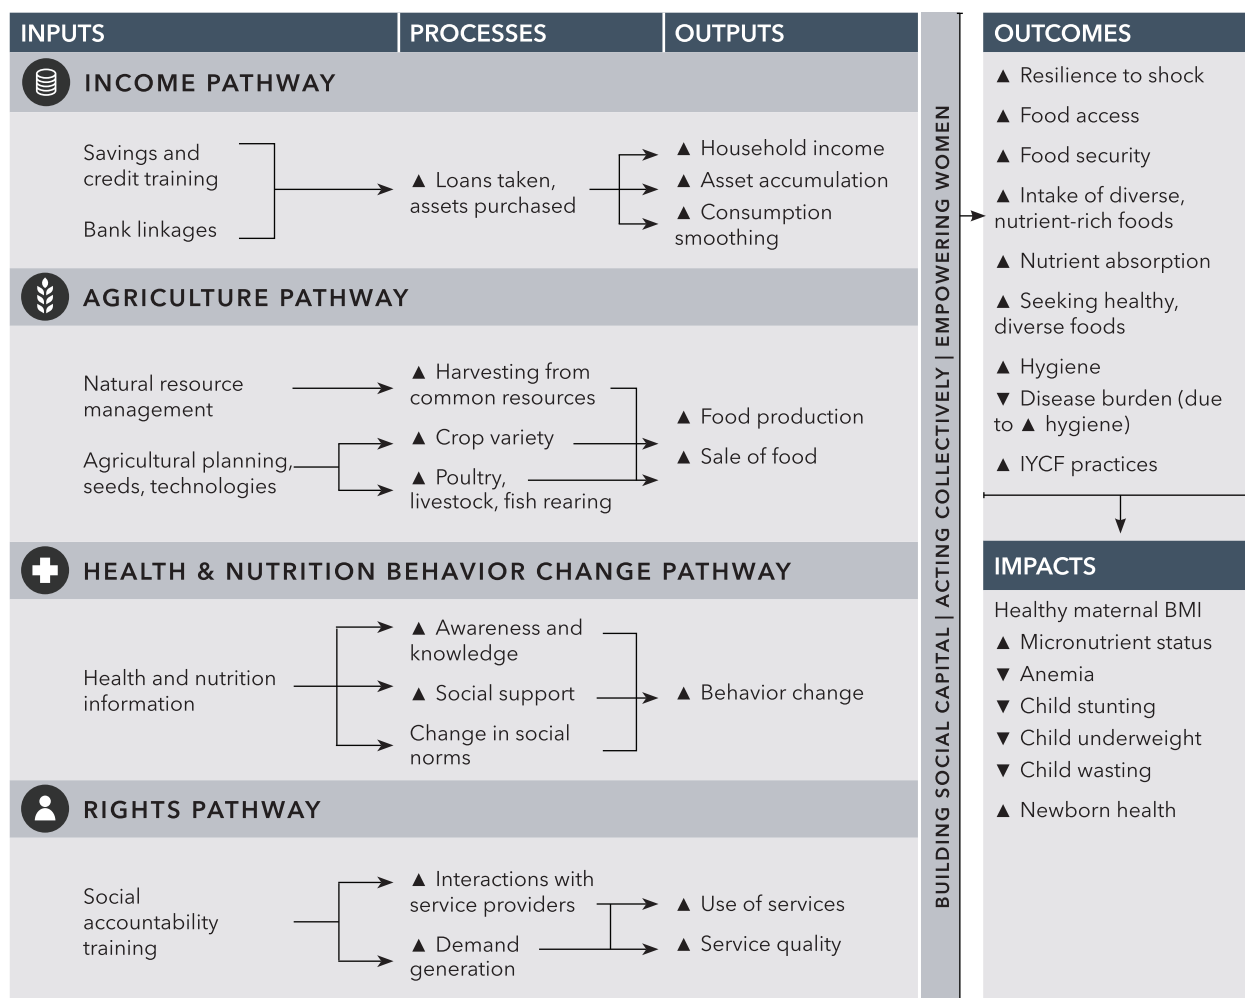 INPUTS
PROCESSES
OUTPUTS
INCOME PATHWAY
Savings and
credit training
Bank linkages
▲ Loans taken,
assets purchased
▲ Household income
▲ Asset accumulation
▲ Consumption
smoothing
AGRICULTURE PATHWAY
Natural resource
management
Agricultural planning,
seeds, technologies
▲ Harvesting from
common resources
▲ Crop variety
▲ Poultry,
livestock, fish rearing
▲ Food production
▲ Sale of food
HEALTH & NUTRITION BEHAVIOR CHANGE PATHWAY
Health and nutrition
information
▲ Awareness and
knowledge
▲ Social support
Change in social
norms
▲ Behavior change
RIGHTS PATHWAY
Social
accountability
training
▲ Interactions with
service providers
▲ Demand
generation
▲ Use of services
▲ Service quality
BUILDING SOCIAL CAPITAL | ACTING COLLECTIVELY | EMPOWERING WOMEN
OUTCOMES
▲ Resilience to shock
▲ Food access
▲ Food security
▲ Intake of diverse,
nutrient-rich foods
▲ Nutrient absorption
▲ Seeking healthy,
diverse foods
▲ Hygiene
▼ Disease burden (due
to ▲ hygiene)
▲ IYCF practices
IMPACTS
Healthy maternal BMI
▲ Micronutrient status
▼ Anemia
▼ Child stunting
▼ Child underweight
▼ Child wasting
▲ Newborn health